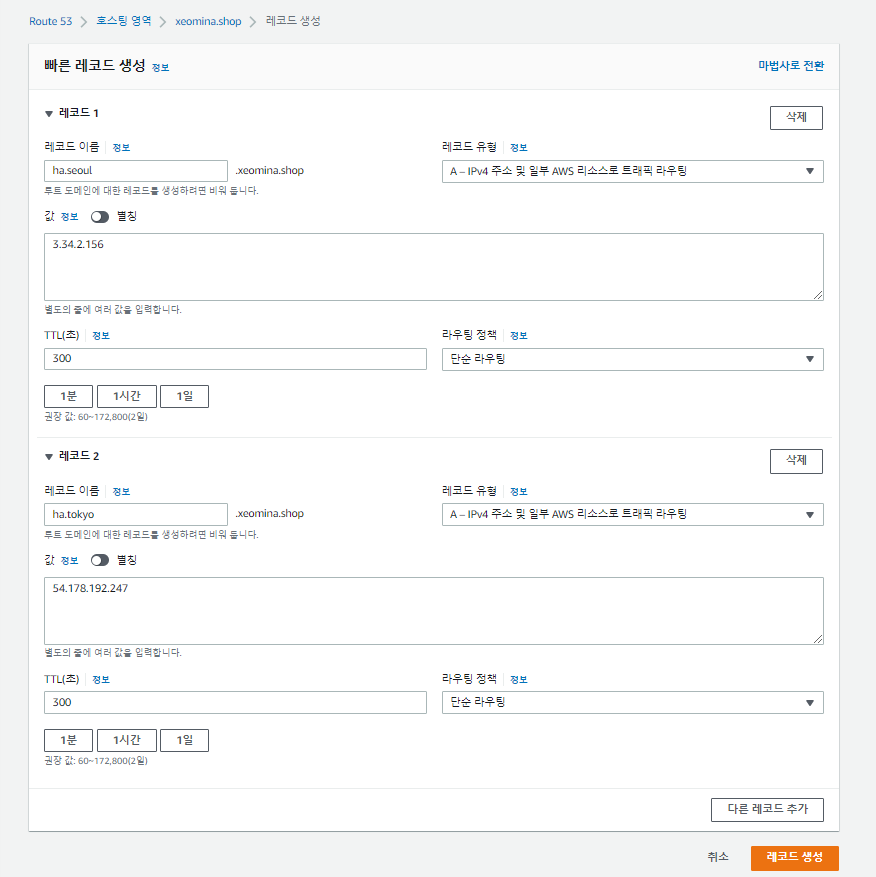 Route 53 > 호스팅 영역 > xeomina.shop > 레코드 생성
빠른 레코드 생성 정보 마법사로 전환
▼ 레코드 1 삭제
레코드 이름 정보 레코드 유형 정보
ha.seoul .xeomina.shop A – IPv4 주소 및 일부 AWS 리소스로 트래픽 라우팅
루트 도메인에 대한 레코드를 생성하려면 비워 둡니다.
값 정보 별칭
3.34.2.156
별도의 줄에 여러 값을 입력합니다.
TTL(초) 정보 라우팅 정책 정보
300 단순 라우팅
1분 1시간 1일
권장 값: 60~172,800(2일)
▼ 레코드 2 삭제
레코드 이름 정보 레코드 유형 정보
ha.tokyo .xeomina.shop A – IPv4 주소 및 일부 AWS 리소스로 트래픽 라우팅
루트 도메인에 대한 레코드를 생성하려면 비워 둡니다.
값 정보 별칭
54.178.192.247
별도의 줄에 여러 값을 입력합니다.
TTL(초) 정보 라우팅 정책 정보
300 단순 라우팅
1분 1시간 1일
권장 값: 60~172,800(2일)
다른 레코드 추가
취소 레코드 생성